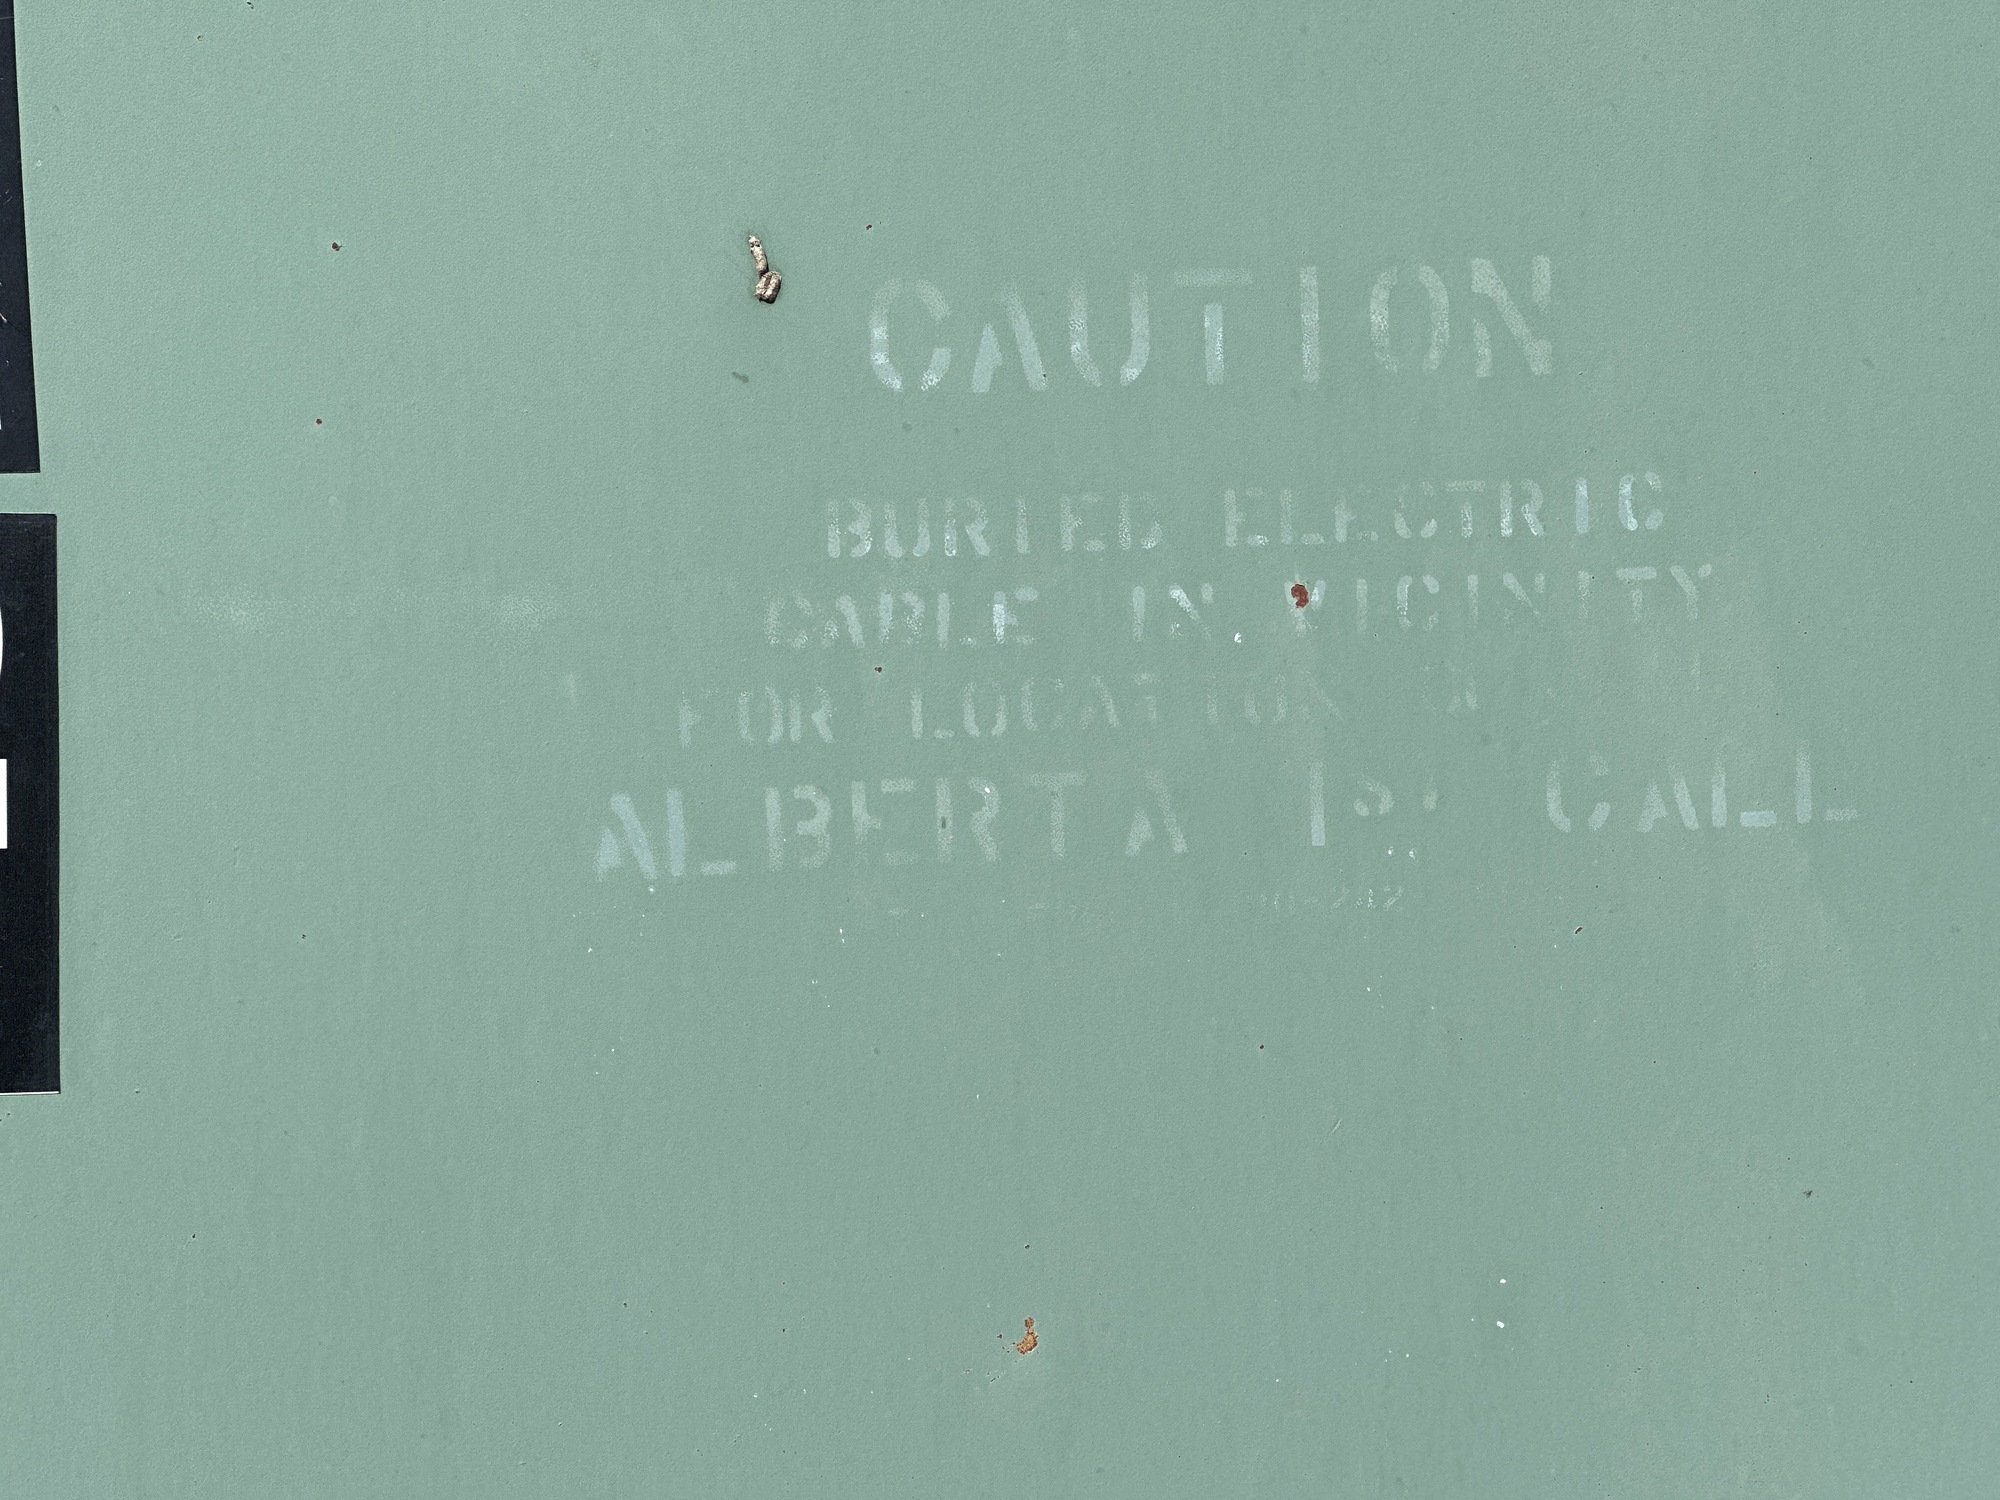 CAUTION
BURIED ELECTRIC
CABLE IN VICINITY
FOR LOCATION
ALBERTA 1st CALL